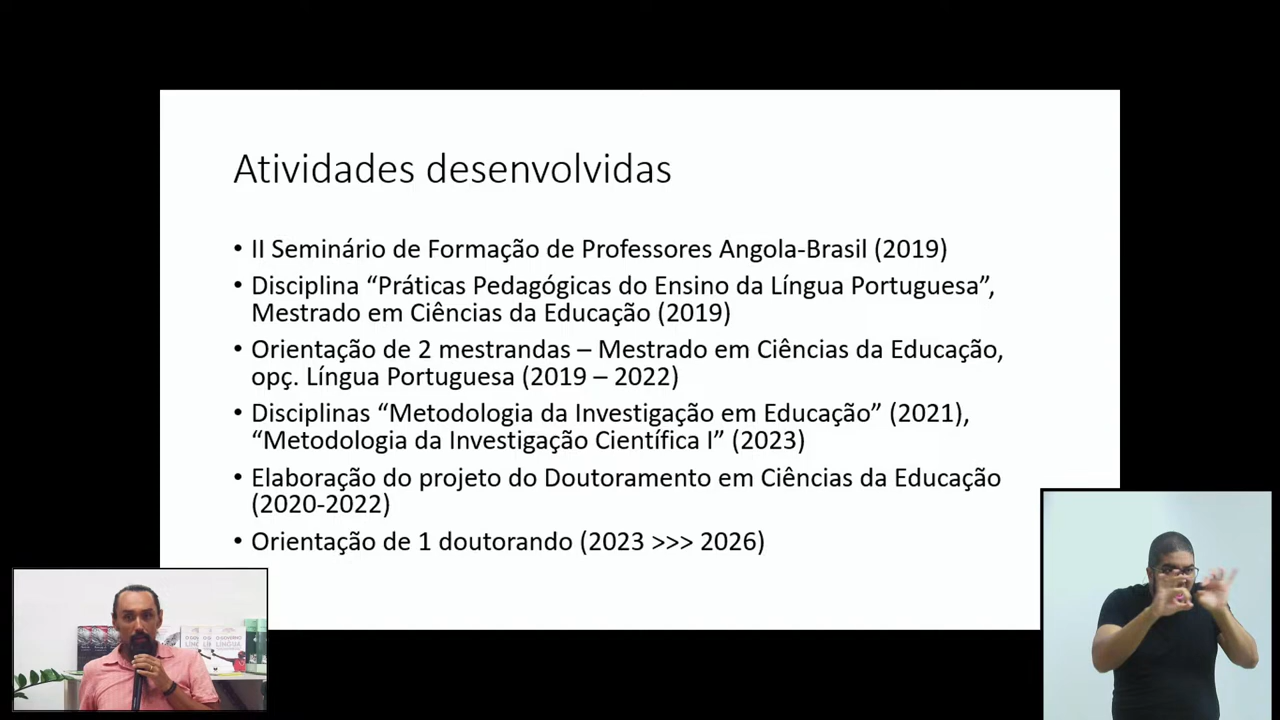 Atividades desenvolvidas
• II Seminário de Formação de Professores Angola-Brasil (2019)
• Disciplina “Práticas Pedagógicas do Ensino da Língua Portuguesa”,
Mestrado em Ciências da Educação (2019)
• Orientação de 2 mestrandas – Mestrado em Ciências da Educação,
opç. Língua Portuguesa (2019 – 2022)
• Disciplinas “Metodologia da Investigação em Educação” (2021),
“Metodologia da Investigação Científica I” (2023)
• Elaboração do projeto do Doutoramento em Ciências da Educação
(2020-2022)
• Orientação de 1 doutorando (2023 >>> 2026)